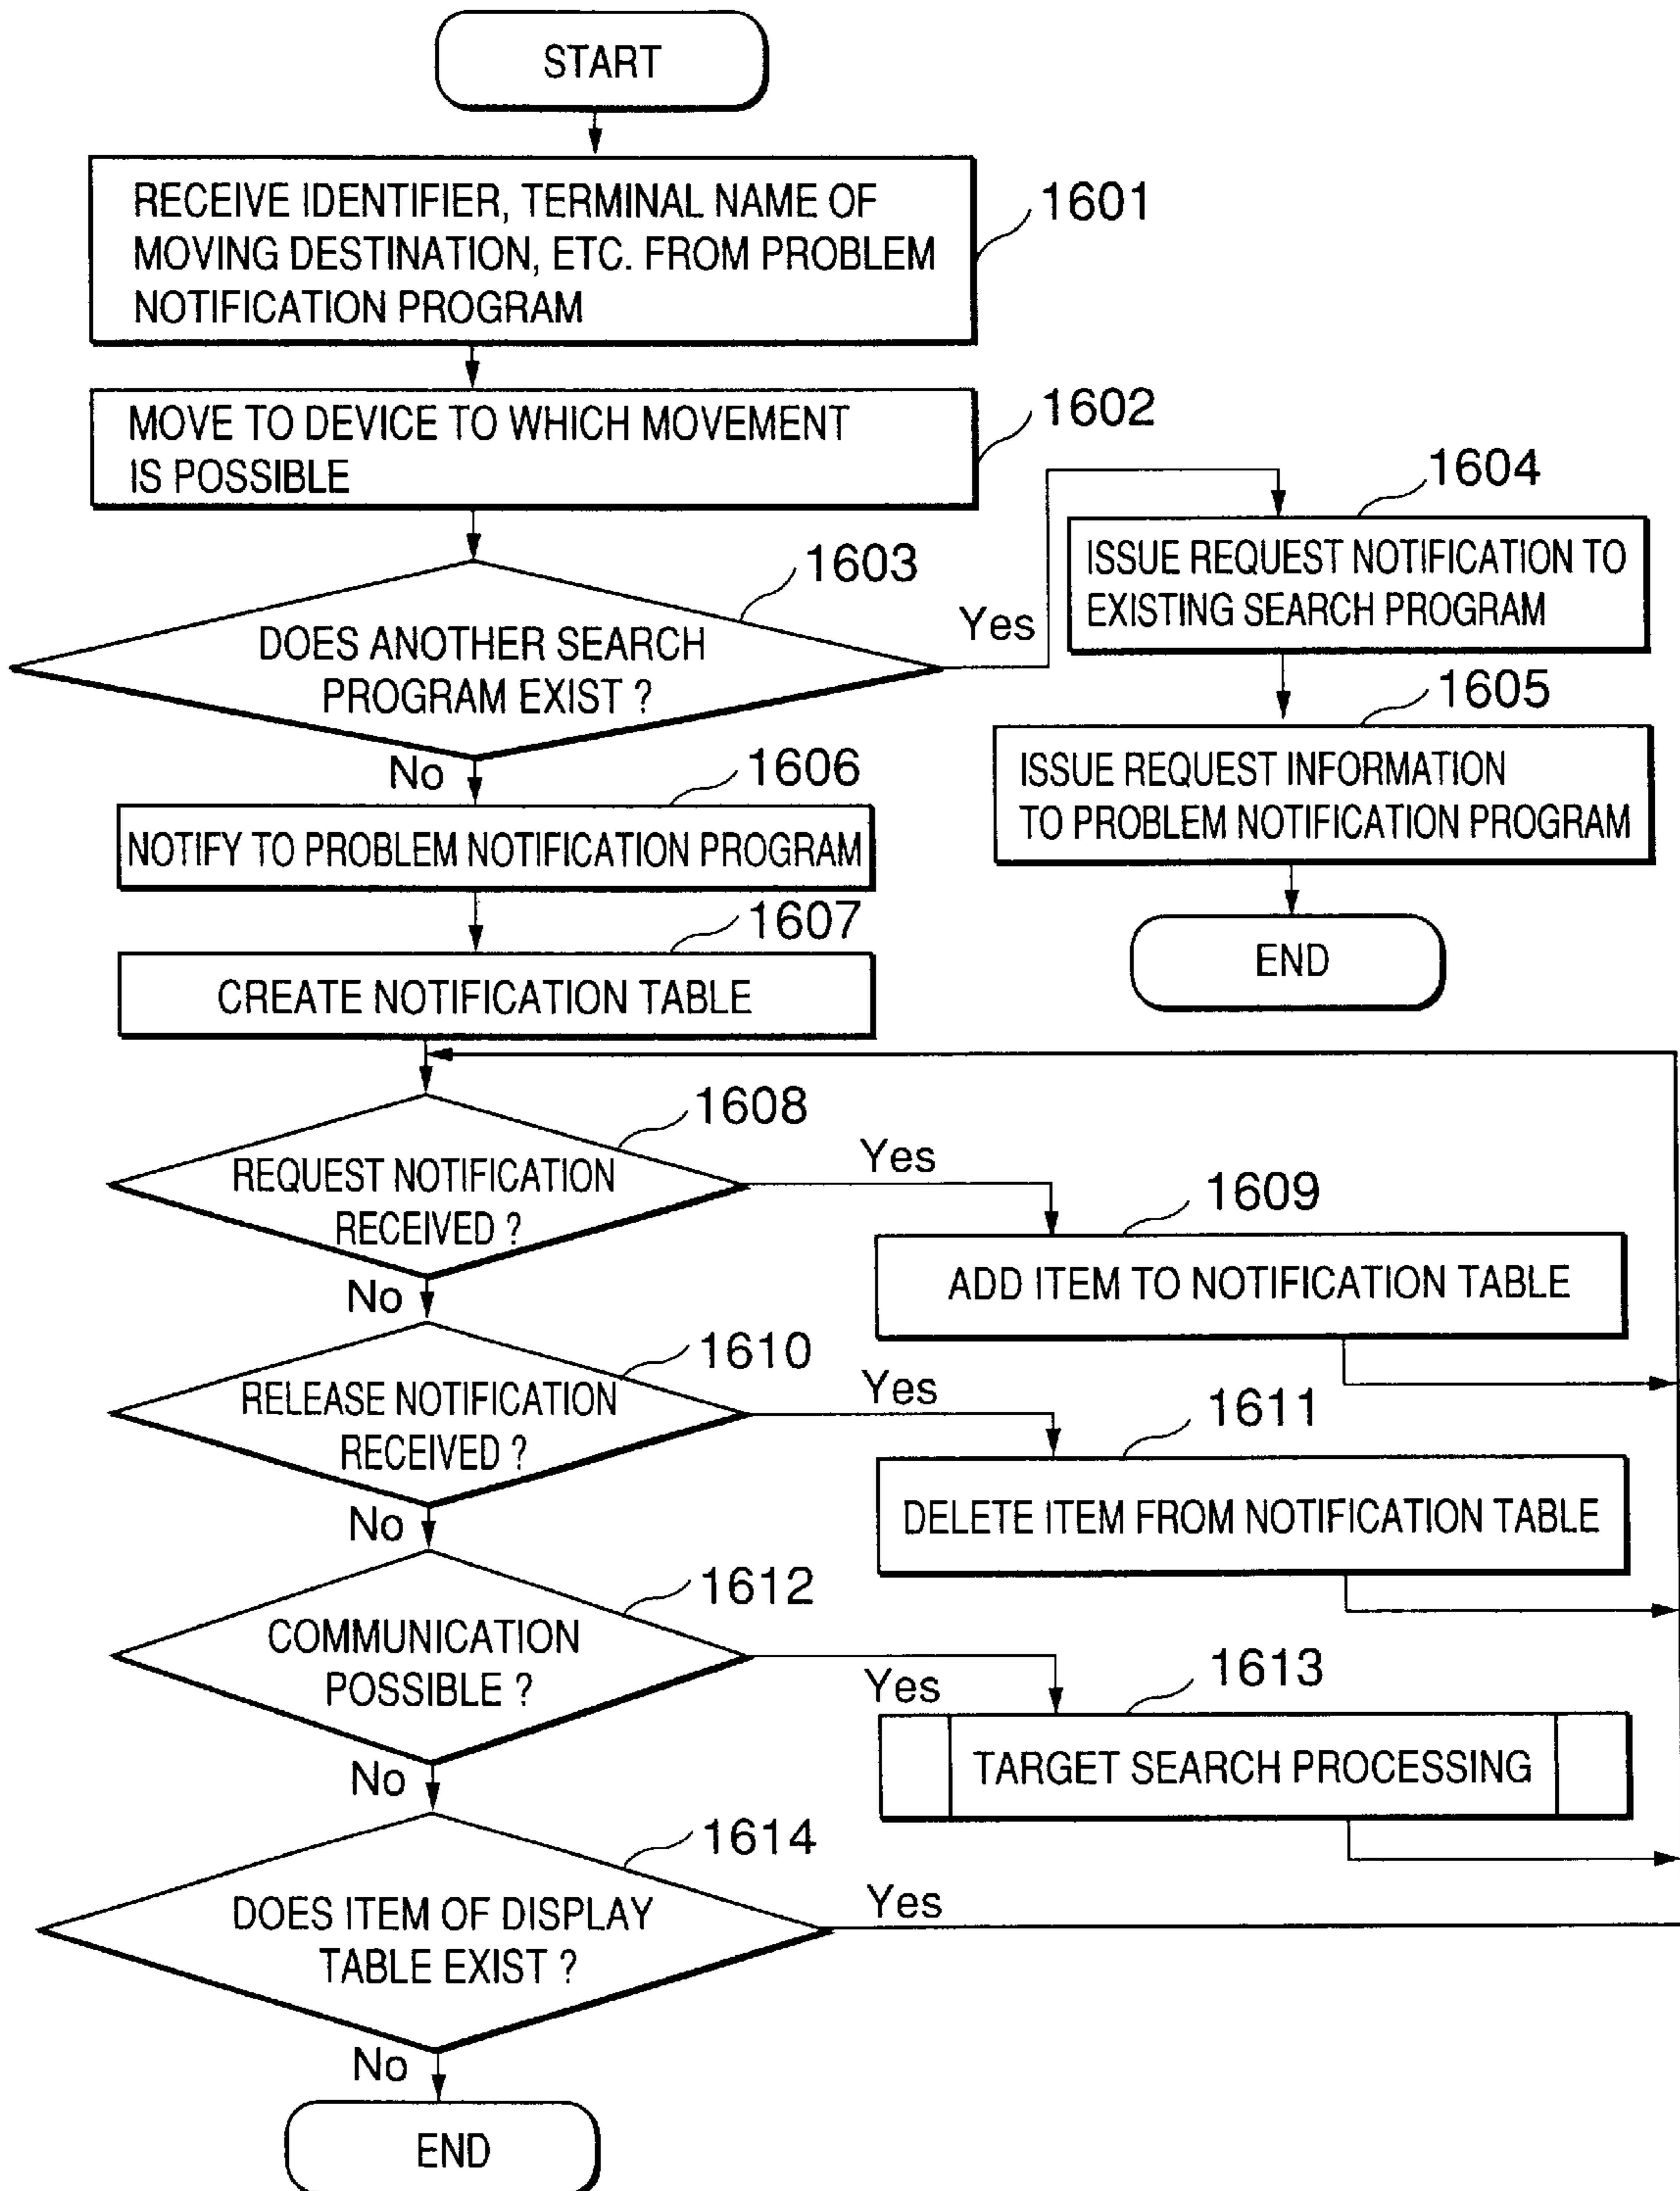 START
RECEIVE IDENTIFIER, TERMINAL NAME OF
MOVING DESTINATION, ETC. FROM PROBLEM
NOTIFICATION PROGRAM
1601
MOVE TO DEVICE TO WHICH MOVEMENT
IS POSSIBLE
1602
DOES ANOTHER SEARCH
PROGRAM EXIST ?
1603
Yes
No
1604
ISSUE REQUEST NOTIFICATION TO
EXISTING SEARCH PROGRAM
1605
ISSUE REQUEST INFORMATION
TO PROBLEM NOTIFICATION PROGRAM
END
1606
NOTIFY TO PROBLEM NOTIFICATION PROGRAM
1607
CREATE NOTIFICATION TABLE
1608
REQUEST NOTIFICATION
RECEIVED ?
Yes
No
1609
ADD ITEM TO NOTIFICATION TABLE
1610
RELEASE NOTIFICATION
RECEIVED ?
Yes
No
1611
DELETE ITEM FROM NOTIFICATION TABLE
1612
COMMUNICATION
POSSIBLE ?
Yes
No
1613
TARGET SEARCH PROCESSING
1614
DOES ITEM OF DISPLAY
TABLE EXIST ?
Yes
No
END